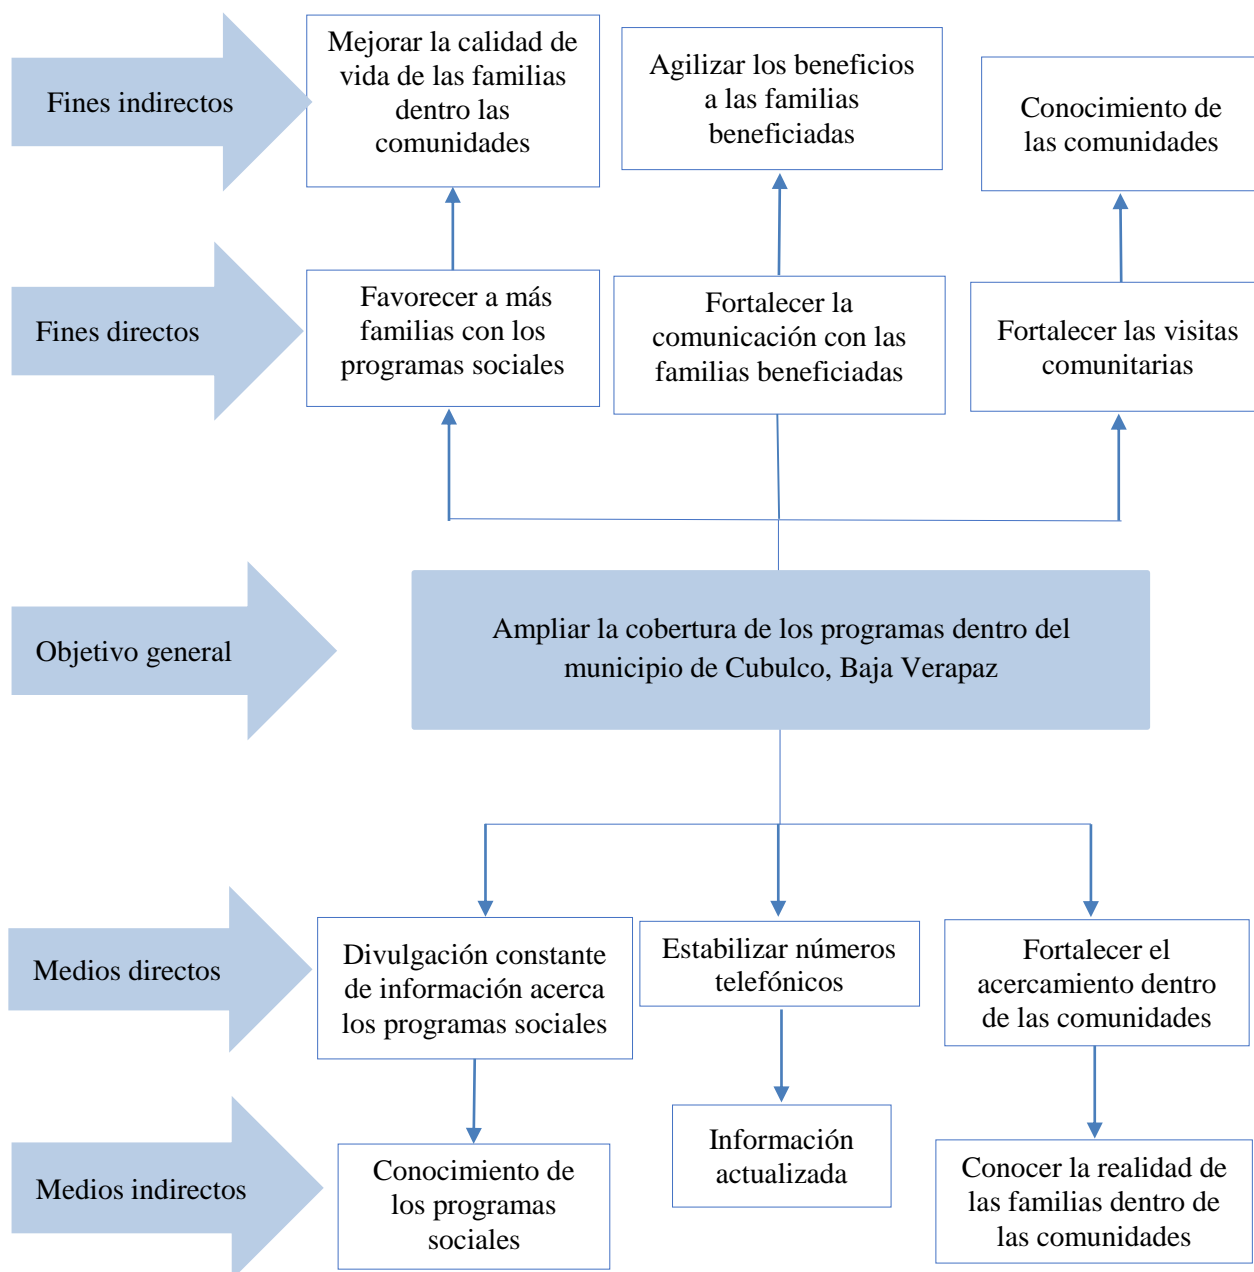 Fines indirectos
Mejorar la calidad de
vida de las familias
dentro las
comunidades
Agilizar los beneficios
a las familias
beneficiadas
Conocimiento de
las comunidades
Fines directos
Favorecer a más
familias con los
programas sociales
Fortalecer la
comunicación con las
familias beneficiadas
Fortalecer las visitas
comunitarias
Objetivo general
Ampliar la cobertura de los programas dentro del
municipio de Cubulco, Baja Verapaz
Medios directos
Divulgación constante
de información acerca
los programas sociales
Estabilizar números
telefónicos
Fortalecer el
acercamiento dentro
de las comunidades
Medios indirectos
Conocimiento de
los programas
sociales
Información
actualizada
Conocer la realidad de
las familias dentro de
las comunidades